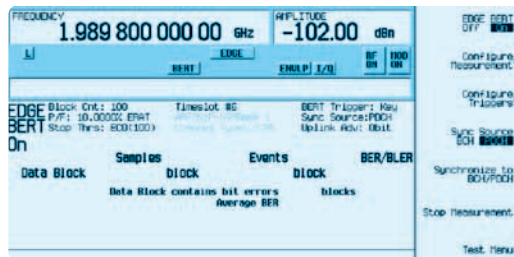 FREQUENCY
1.989 800 000 00 GHz
AMPLITUDE
-102.00 dBm
L
EDGE
BERT
ENVLP
I/Q
RF ON
MOD ON
EDGE BERT On
Block Cnt: 100
P/F: 10.0000% ERAT
Stop Thrs: ECD(100)
Timeslot #6
BERT Trigger: Key
Sync Source:PDCH
Uplink Adv: 0bit
Samples
Events
BER/BLER
Data Block
block
block
Data Block contains bit errors
blocks
Average BER
EDGE BERT
Off On
Configure
Measurement
Configure
Triggers
Sync Source
BCH PDCH
Synchronize to
BCH/PDCH
Stop Measurement
Test Menu